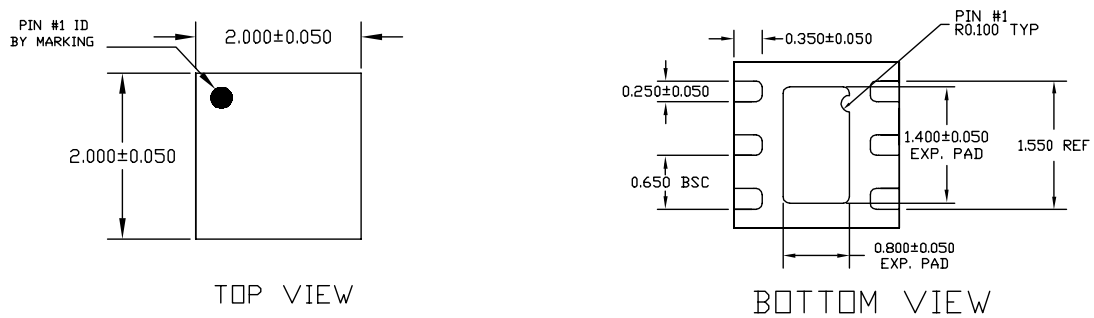 PIN #1 ID
BY MARKING
2.000±0.050
2.000±0.050
TOP VIEW
PIN #1
R0.100 TYP
0.350±0.050
0.250±0.050
1.400±0.050
EXP. PAD
1.550 REF
0.650 BSC
0.800±0.050
EXP. PAD
BOTTOM VIEW